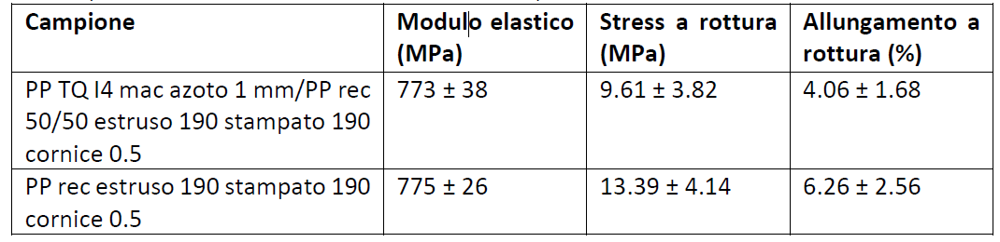 Campione Modulo elastico (MPa) Stress a rottura (MPa) Allungamento a rottura (%)
PP TQ I4 mac azoto 1 mm/PP rec 773 ± 38 9.61 ± 3.82 4.06 ± 1.68
50/50 estruso 190 stampato 190
cornice 0.5
PP rec estruso 190 stampato 190 775 ± 26 13.39 ± 4.14 6.26 ± 2.56
cornice 0.5